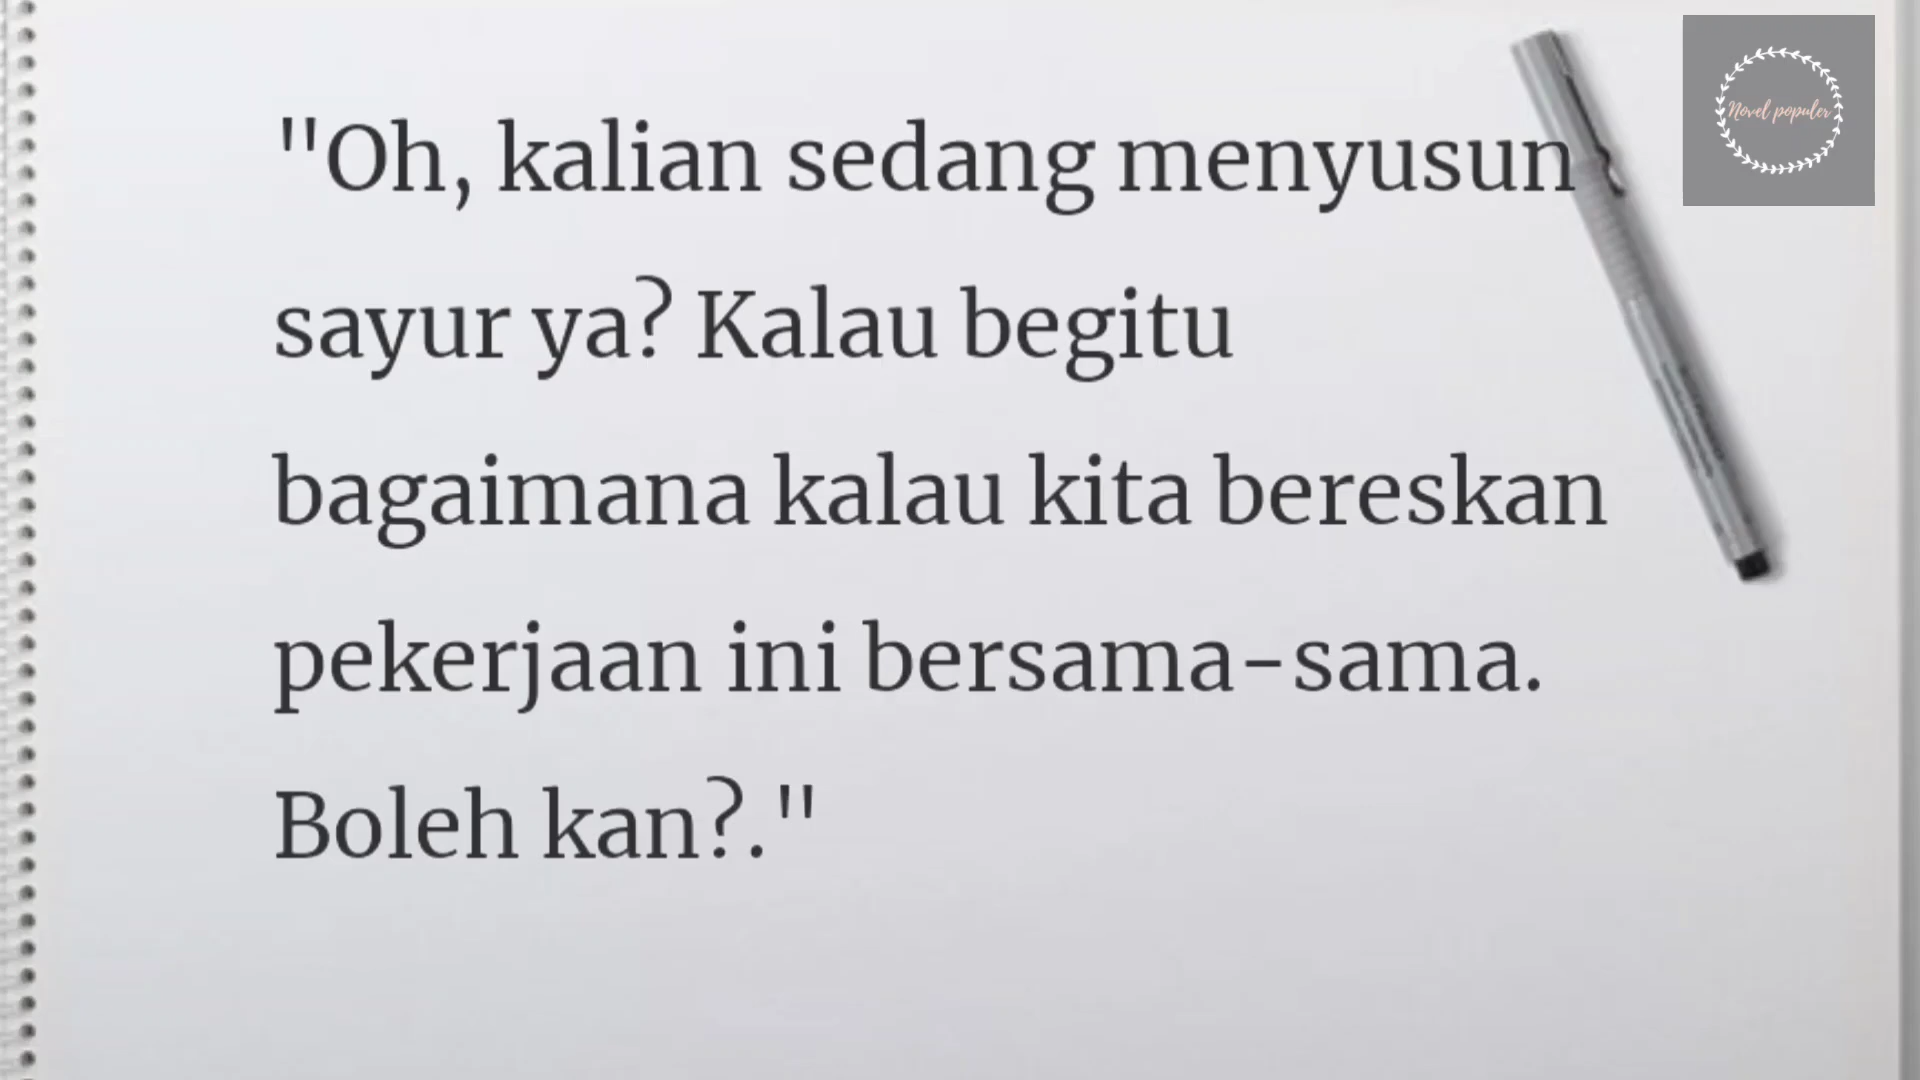 "Oh, kalian sedang menyusun
sayur ya? Kalau begitu
bagaimana kalau kita bereskan
pekerjaan ini bersama-sama.
Boleh kan?."
Novel populer